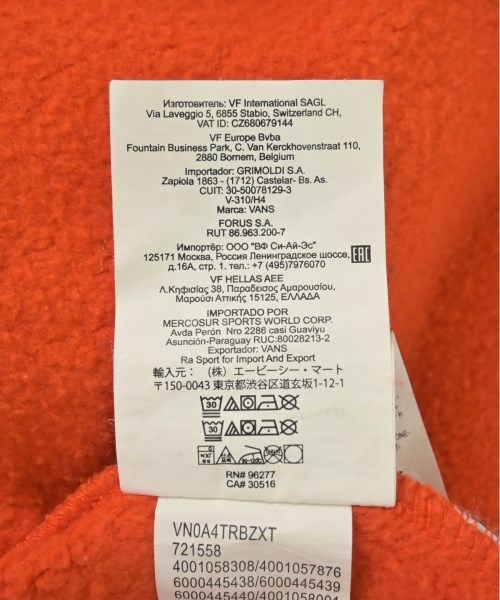 Изготовитель: VF International SAGL
Via Laveggio 5, 6855 Stabio, Switzerland CH,
VAT ID: CZ680679144
VF Europe Bvba
Fountain Business Park, C. Van Kerckhovenstraat 110,
2880 Bornem, Belgium
Importador: GRIMOLDI S.A.
Zapiola 1863 - (1712) Castelar- Bs. As.
CUIT: 30-50078129-3
V-310/H4
Marca: VANS
FORUS S.A.
RUT 86.963.200-7
Импортёр: ООО "ВФ Си-Ай-Эс"
125171 Москва, Россия Ленинградское шоссе,
д.16А, стр. 1, тел.: +7 (495)7976070
EAC
VF HELLAS AEE
Λ.Κηφισίας 38, Παραδεισος Αμαρουσίου,
Μαρούσι Αττικής 15125, ΕΛΛΑΔΑ
IMPORTADO POR
MERCOSUR SPORTS WORLD CORP.
Avda Perón Nro 2286 casi Guaviyu
Asunción-Paraguay RUC:80028213-2
Exportador: VANS
Ra Sport for Import And Export
輸入元: (株) エービーシー・マート
〒150-0043 東京都渋谷区道玄坂1-12-1
30
30
RN# 96277
CA# 30516
VN0A4TRBZXT
721558
4001058308/4001057876
6000445438/6000445439
6000445440/4001058001